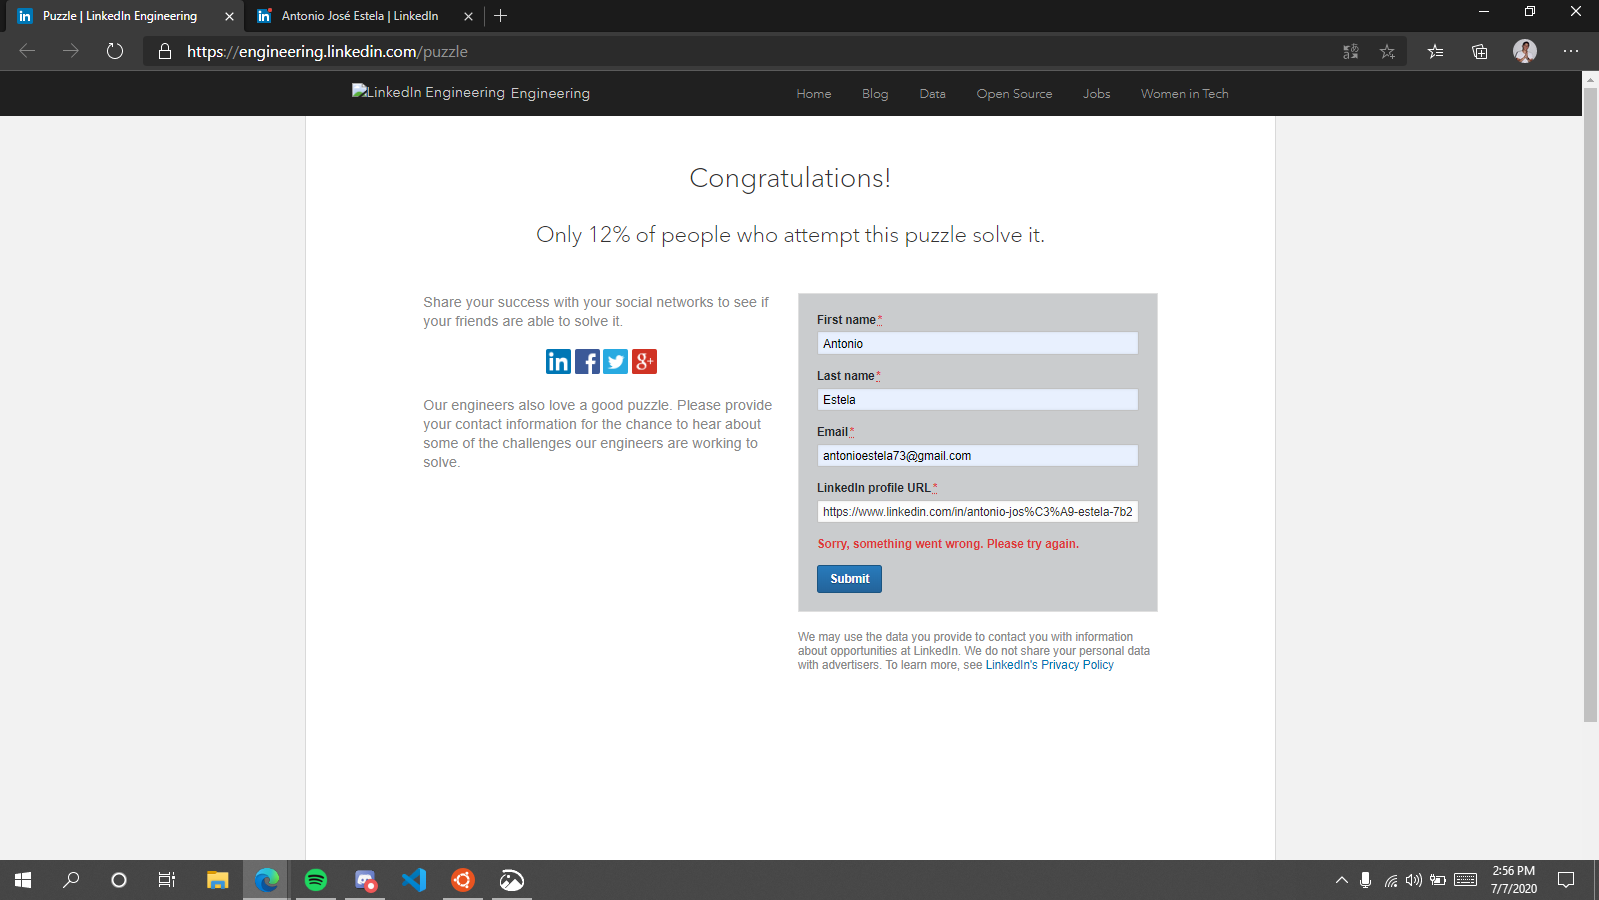 Puzzle | LinkedIn Engineering
Antonio José Estela | LinkedIn
https://engineering.linkedin.com/puzzle
LinkedIn Engineering Engineering
Home Blog Data Open Source Jobs Women in Tech
Congratulations!
Only 12% of people who attempt this puzzle solve it.
Share your success with your social networks to see if
your friends are able to solve it.
in f g+
Our engineers also love a good puzzle. Please provide
your contact information for the chance to hear about
some of the challenges our engineers are working to
solve.
First name*
Antonio
Last name*
Estela
Email*
antonioestela73@gmail.com
LinkedIn profile URL*
https://www.linkedin.com/in/antonio-jos%C3%A9-estela-7b2
Sorry, something went wrong. Please try again.
Submit
We may use the data you provide to contact you with information
about opportunities at LinkedIn. We do not share your personal data
with advertisers. To learn more, see LinkedIn's Privacy Policy
2:56 PM
7/7/2020